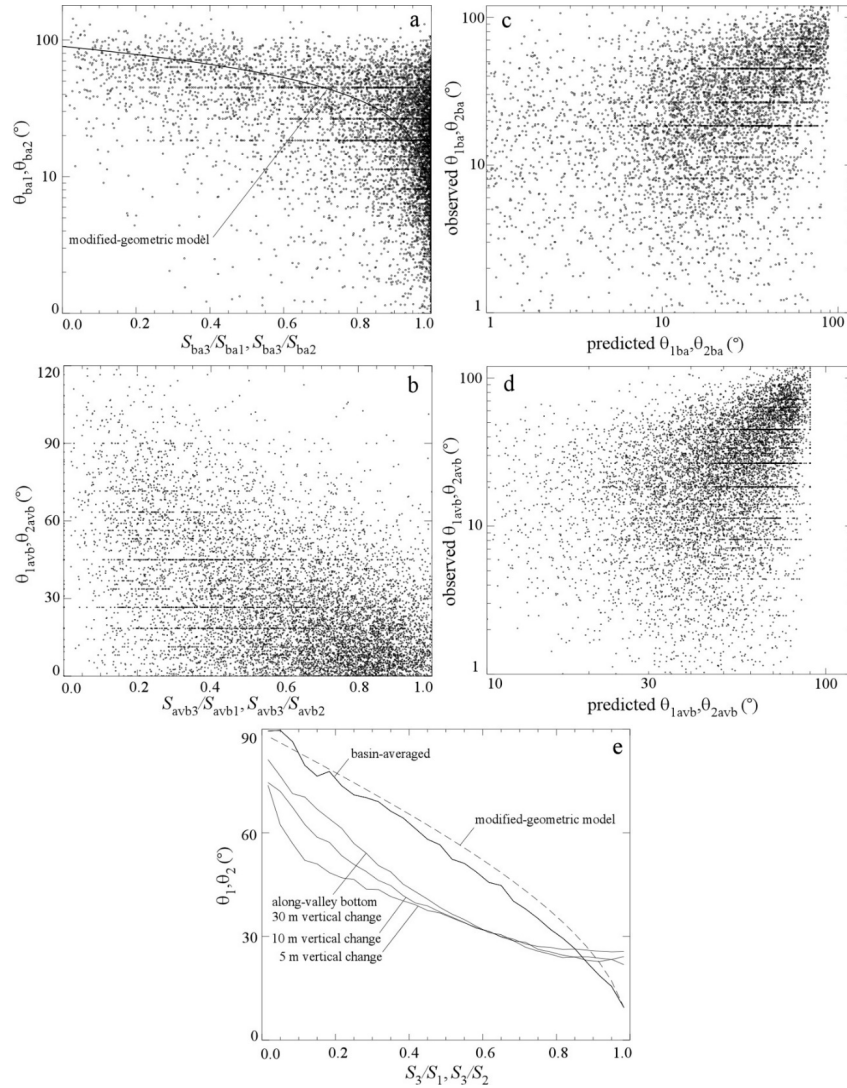 a
100
10
0
θba1,θba2 (°)
modified-geometric model
0.0 0.2 0.4 0.6 0.8 1.0
Sba3/Sba1, Sba3/Sba2
c
100
10
1
observed θ1ba,θ2ba (°)
1 10 100
predicted θ1ba,θ2ba (°)
b
120
90
60
30
0
θ1avb,θ2avb (°)
0.0 0.2 0.4 0.6 0.8 1.0
Savb3/Savb1, Savb3/Savb2
d
100
10
1
observed θ1avb,θ2avb (°)
10 30 100
predicted θ1avb,θ2avb (°)
e
90
60
30
0
θ1,θ2 (°)
basin-averaged
modified-geometric model
along-valley bottom
30 m vertical change
10 m vertical change
5 m vertical change
0.0 0.2 0.4 0.6 0.8 1.0
S3/S1, S3/S2